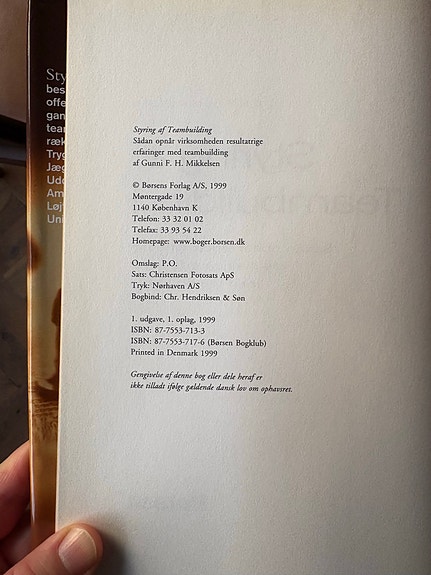 Styring af Teambuilding
Sådan opnår virksomheden resultatrige
erfaringer med teambuilding
af Gunni F. H. Mikkelsen
© Børsens Forlag A/S, 1999
Møntergade 19
1140 København K
Telefon: 33 32 01 02
Telefax: 33 93 54 22
Homepage: www.boger.borsen.dk
Omslag: P.O.
Sats: Christensen Fotosats ApS
Tryk: Nørhaven A/S
Bogbind: Chr. Hendriksen & Søn
1. udgave, 1. oplag, 1999
ISBN: 87-7553-713-3
ISBN: 87-7553-717-6 (Børsen Bogklub)
Printed in Denmark 1999
Gengivelse af denne bog eller dele heraf er
ikke tilladt ifølge gældende dansk lov om ophavsret.